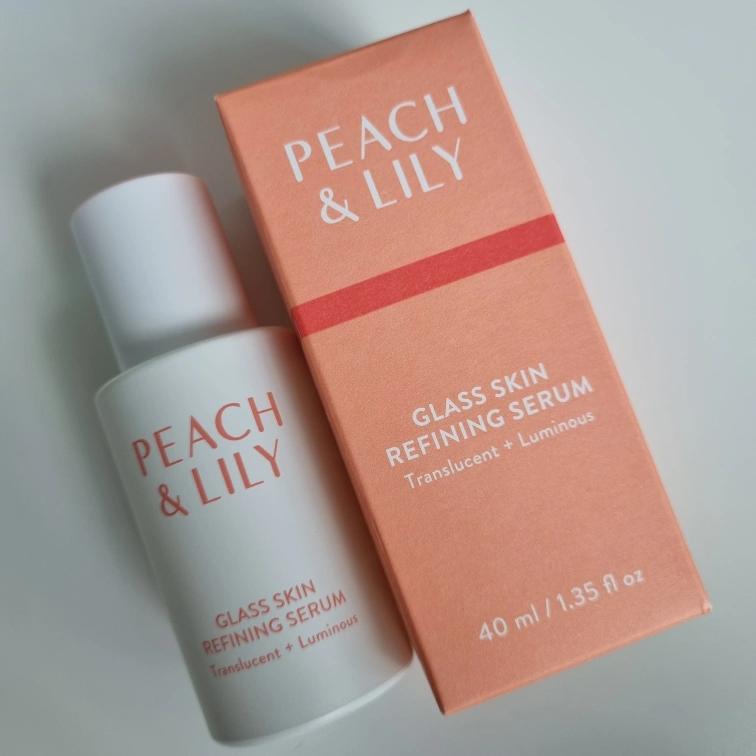 PEACH
& LILY
GLASS SKIN
REFINING SERUM
Translucent + Luminous
PEACH
& LILY
GLASS SKIN
REFINING SERUM
Translucent + Luminous
40 ml / 1.35 fl oz